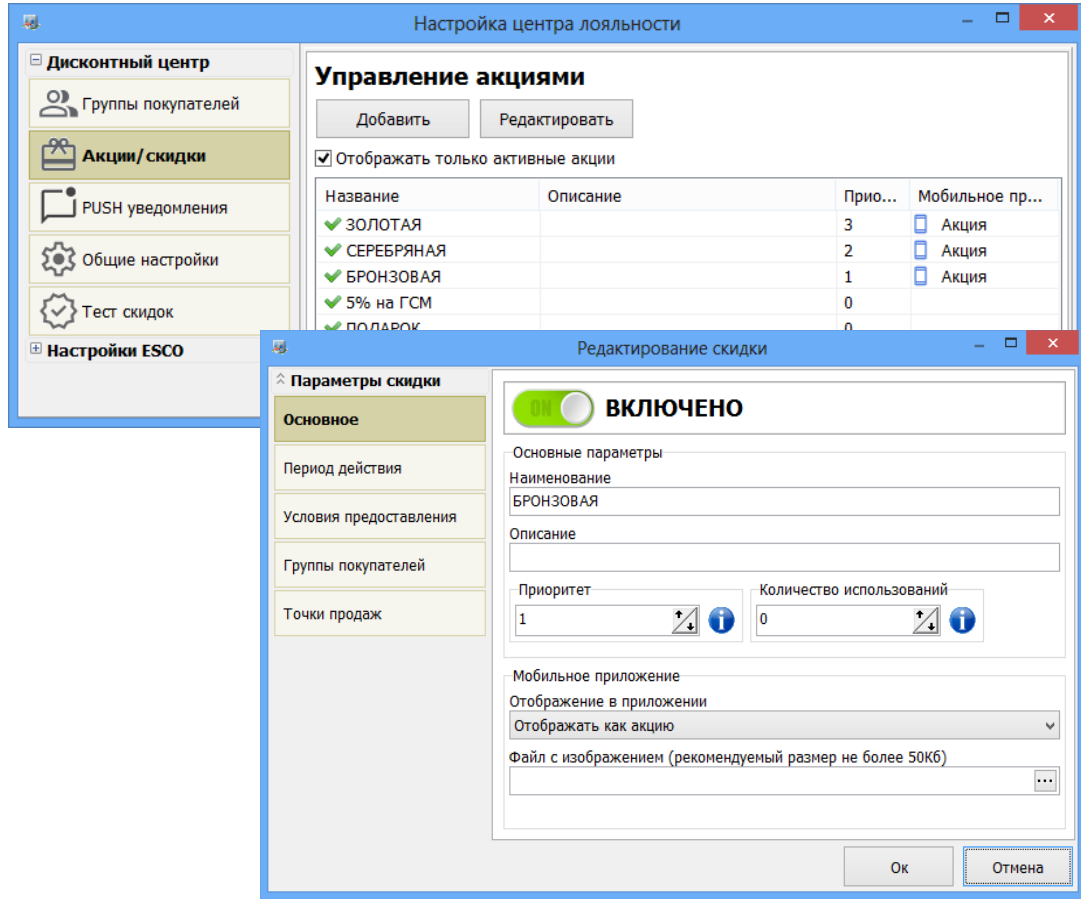 Настройка центра лояльности
Дисконтный центр
Группы покупателей
Акции/скидки
PUSH уведомления
Общие настройки
Тест скидок
Настройки ESCO
Управление акциями
Добавить Редактировать
Отображать только активные акции
Название Описание Прио... Мобильное пр...
ЗОЛОТАЯ 3 Акция
СЕРЕБРЯНАЯ 2 Акция
БРОНЗОВАЯ 1 Акция
5% на ГСМ 0
ПОДАРОК 0
Редактирование скидки
Параметры скидки
Основное
Период действия
Условия предоставления
Группы покупателей
Точки продаж
ON ВКЛЮЧЕНО
Основные параметры
Наименование
БРОНЗОВАЯ
Описание
Приоритет Количество использований
1 0
Мобильное приложение
Отображение в приложении
Отображать как акцию
Файл с изображением (рекомендуемый размер не более 50Кб)
...
Ок Отмена